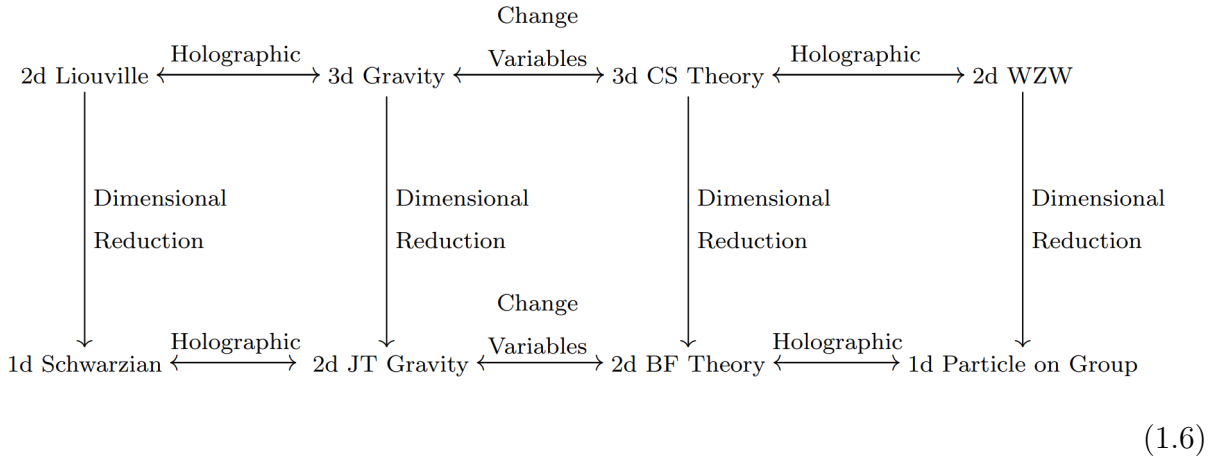 Change
Holographic Variables Holographic
2d Liouville 3d Gravity 3d CS Theory 2d WZW
Dimensional Dimensional Dimensional Dimensional
Reduction Reduction Reduction Reduction
Change
Holographic Variables Holographic
1d Schwarzian 2d JT Gravity 2d BF Theory 1d Particle on Group
(1.6)